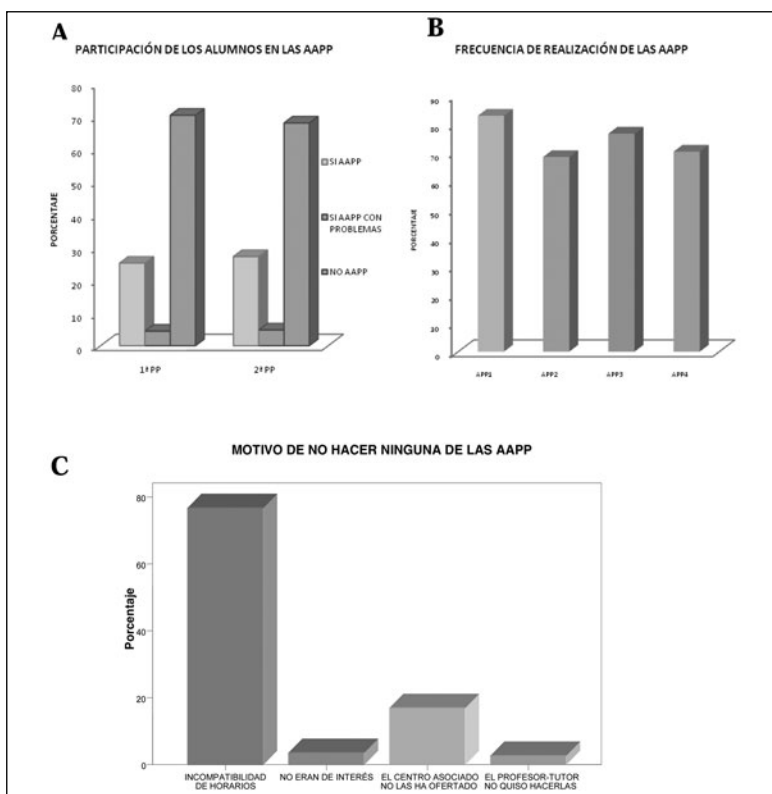 A
PARTICIPACIÓN DE LOS ALUMNOS EN LAS AAPP
PORCENTAJE
80
70
60
50
40
30
20
10
0
1ª PP
2ª PP
SI AAPP
SI AAPP CON
PROBLEMAS
NO AAPP
B
FRECUENCIA DE REALIZACIÓN DE LAS AAPP
PORCENTAJE
90
80
70
60
50
40
30
20
10
0
APP1
APP2
APP3
APP4
C
MOTIVO DE NO HACER NINGUNA DE LAS AAPP
Porcentaje
80
60
40
20
0
INCOMPATIBILIDAD
DE HORARIOS
NO ERAN DE INTERÉS
EL CENTRO ASOCIADO
NO LAS HA OFERTADO
EL PROFESOR-TUTOR
NO QUISO HACERLAS